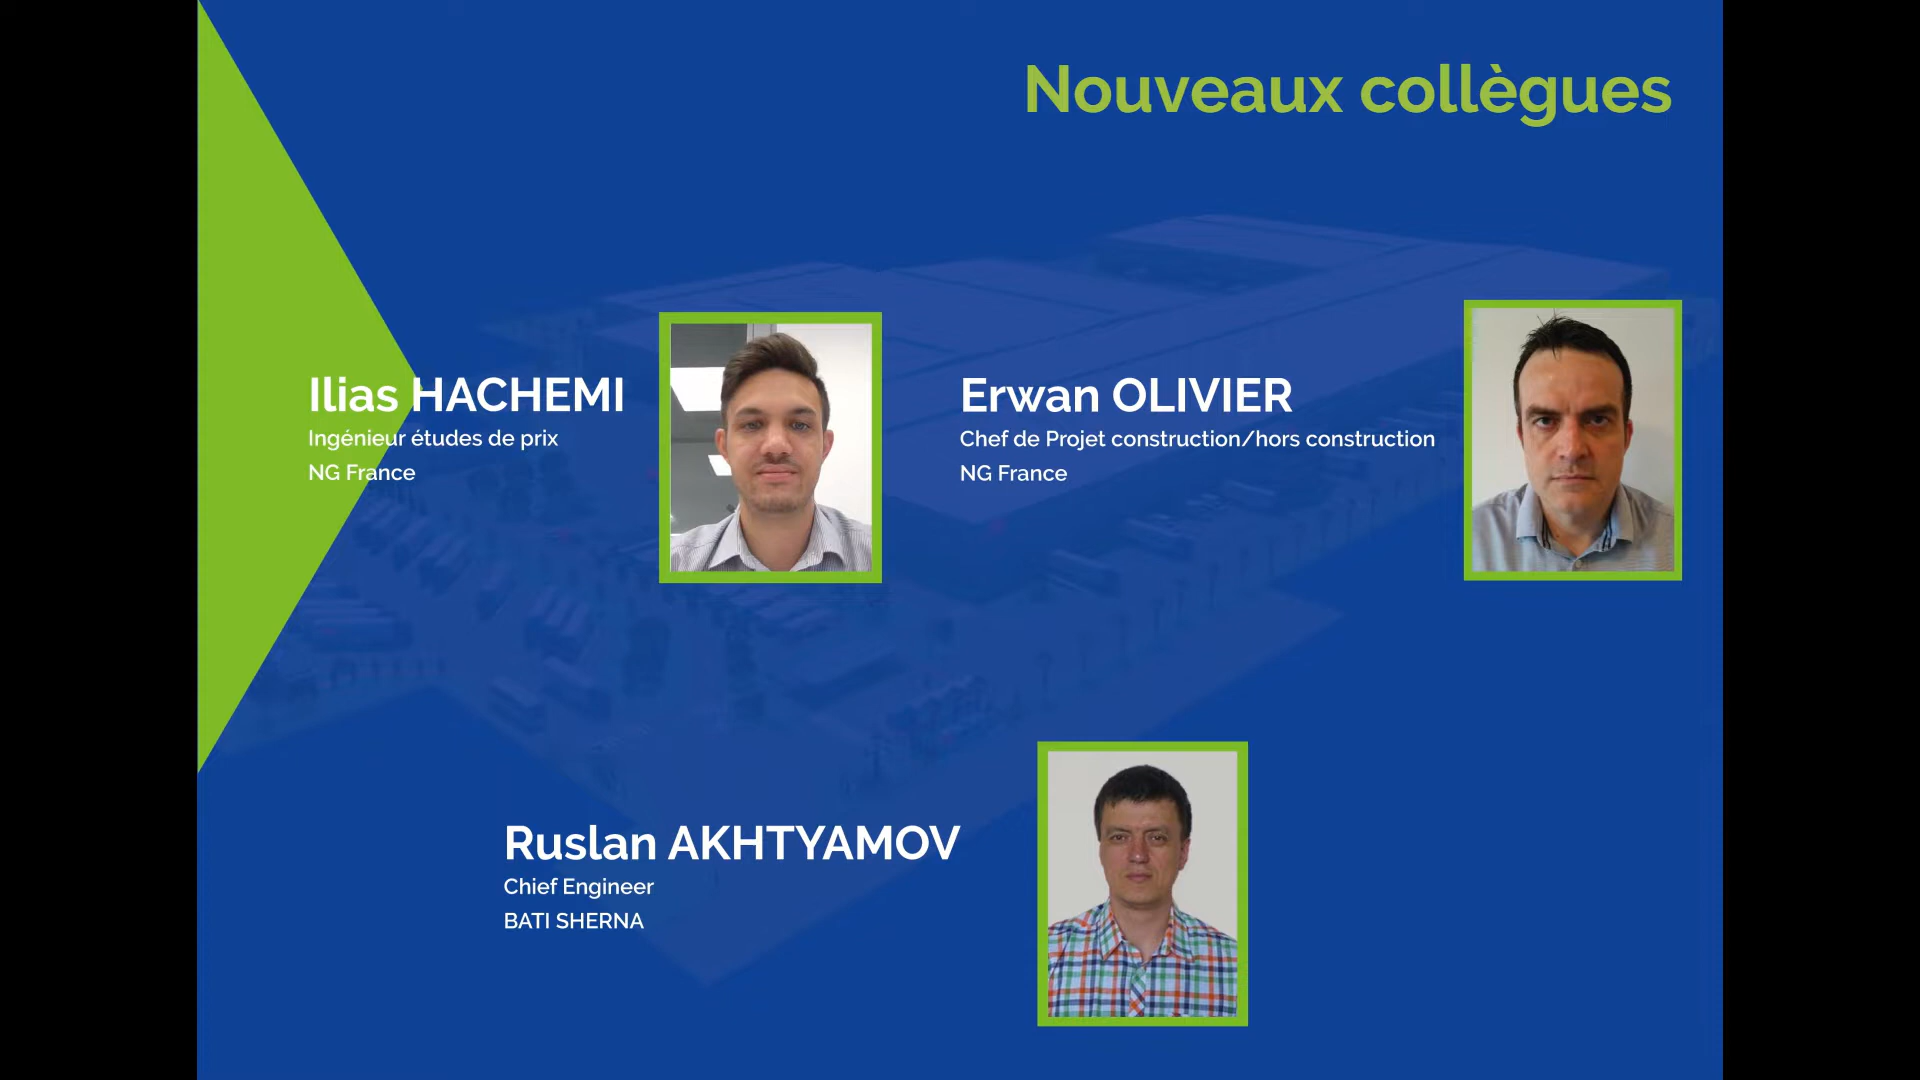 Nouveaux collègues
Ilias HACHEMI
Ingénieur études de prix
NG France
Erwan OLIVIER
Chef de Projet construction/hors construction
NG France
Ruslan AKHTYAMOV
Chief Engineer
BATI SHERNA